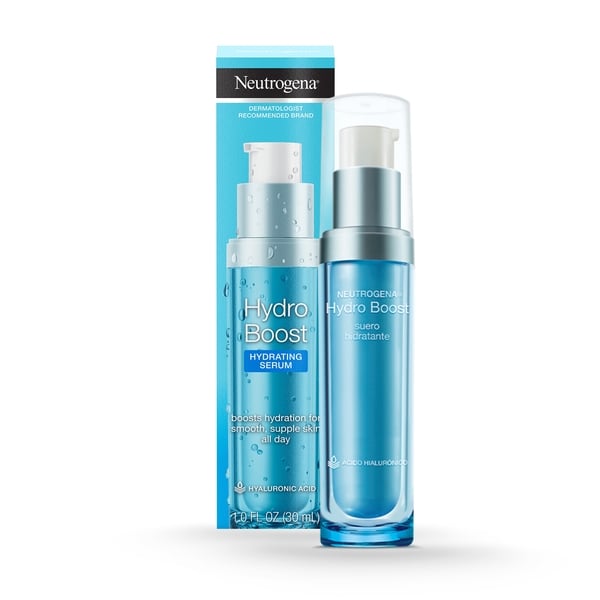 Neutrogena®
DERMATOLOGIST
RECOMMENDED BRAND
Hydro
Boost
HYDRATING
SERUM
boosts hydration for
smooth, supple skin
all day
HYALURONIC ACID
1.0 FL OZ (30 mL)
NEUTROGENA
Hydro Boost
suero
hidratante
ÁCIDO HIALURÓNICO